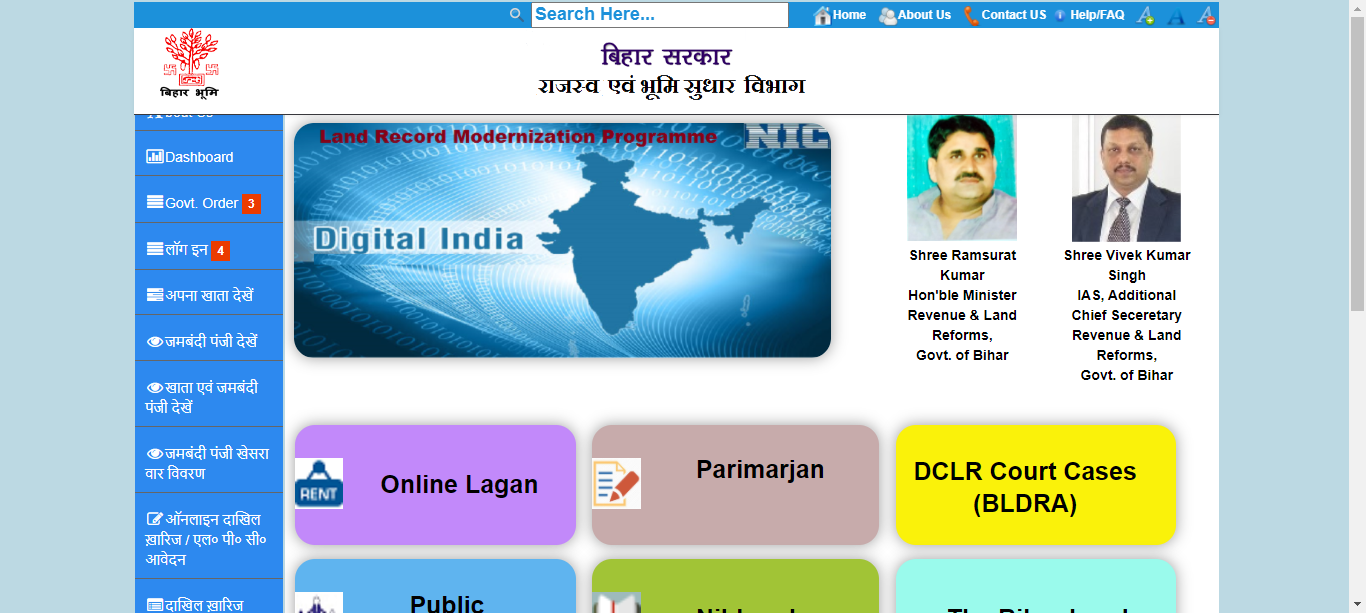 Search Here...
Home
About Us
Contact US
Help/FAQ
A
A
A
बिहार सरकार
राजस्व एवं भूमि सुधार विभाग
बिहार भूमि
About Us
Dashboard
Govt. Order 3
लॉग इन 4
अपना खाता देखें
जमबंदी पंजी देखें
खाता एवं जमबंदी
पंजी देखें
जमबंदी पंजी खेसरा
वार विवरण
ऑनलाइन दाखिल
ख़ारिज / एल० पी० सी०
आवेदन
दाखिल ख़ारिज
Land Record Modernization Programme
NIC
Digital India
Shree Ramsurat
Kumar
Hon'ble Minister
Revenue & Land
Reforms,
Govt. of Bihar
Shree Vivek Kumar
Singh
IAS, Additional
Chief Seceretary
Revenue & Land
Reforms,
Govt. of Bihar
RENT
Online Lagan
Parimarjan
DCLR Court Cases
(BLDRA)
Public